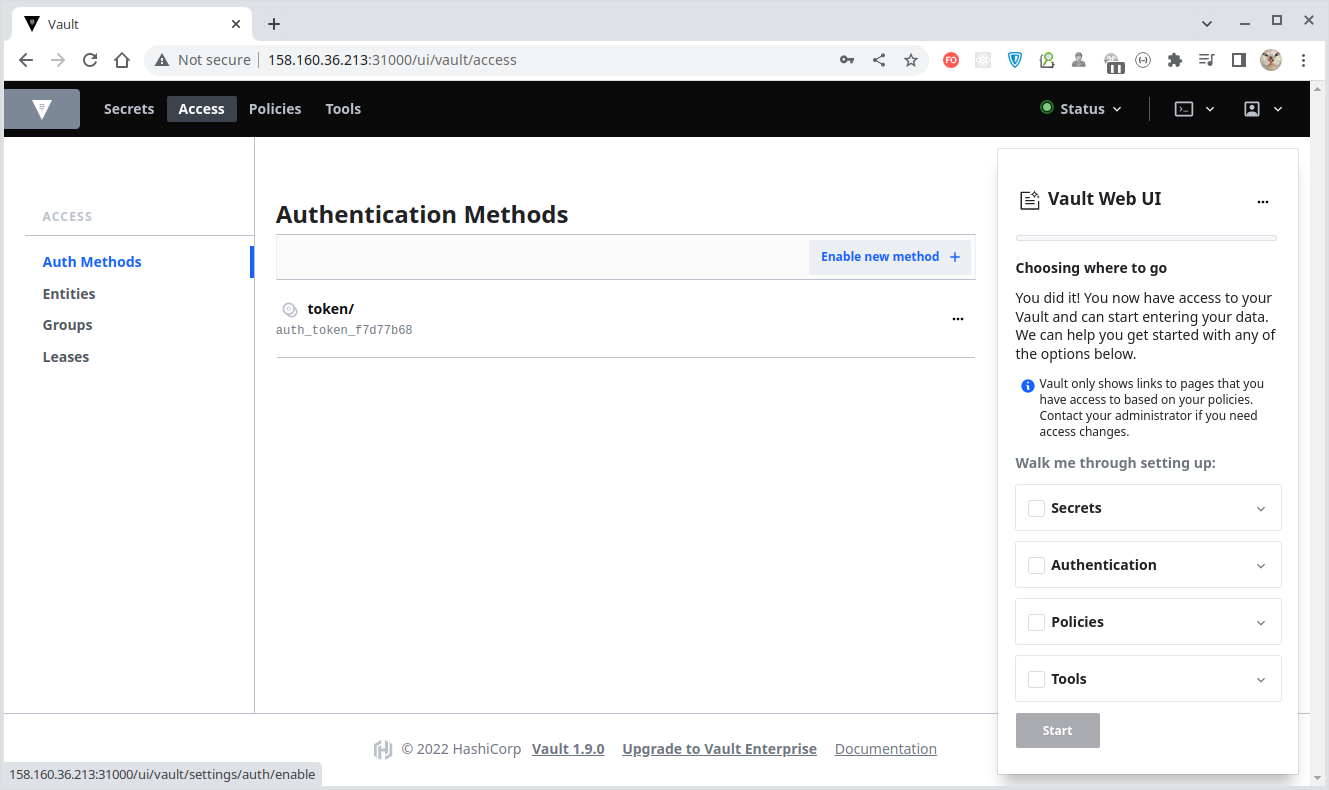 Vault
Not secure 158.160.36.213:31000/ui/vault/access
FO
Secrets Access Policies Tools Status
ACCESS
Auth Methods
Entities
Groups
Leases
Authentication Methods
Enable new method +
token/
auth_token_f7d77b68
Vault Web UI
Choosing where to go
You did it! You now have access to your
Vault and can start entering your data.
We can help you get started with any of
the options below.
Vault only shows links to pages that you
have access to based on your policies.
Contact your administrator if you need
access changes.
Walk me through setting up:
Secrets
Authentication
Policies
Tools
Start
© 2022 HashiCorp Vault 1.9.0 Upgrade to Vault Enterprise Documentation
158.160.36.213:31000/ui/vault/settings/auth/enable